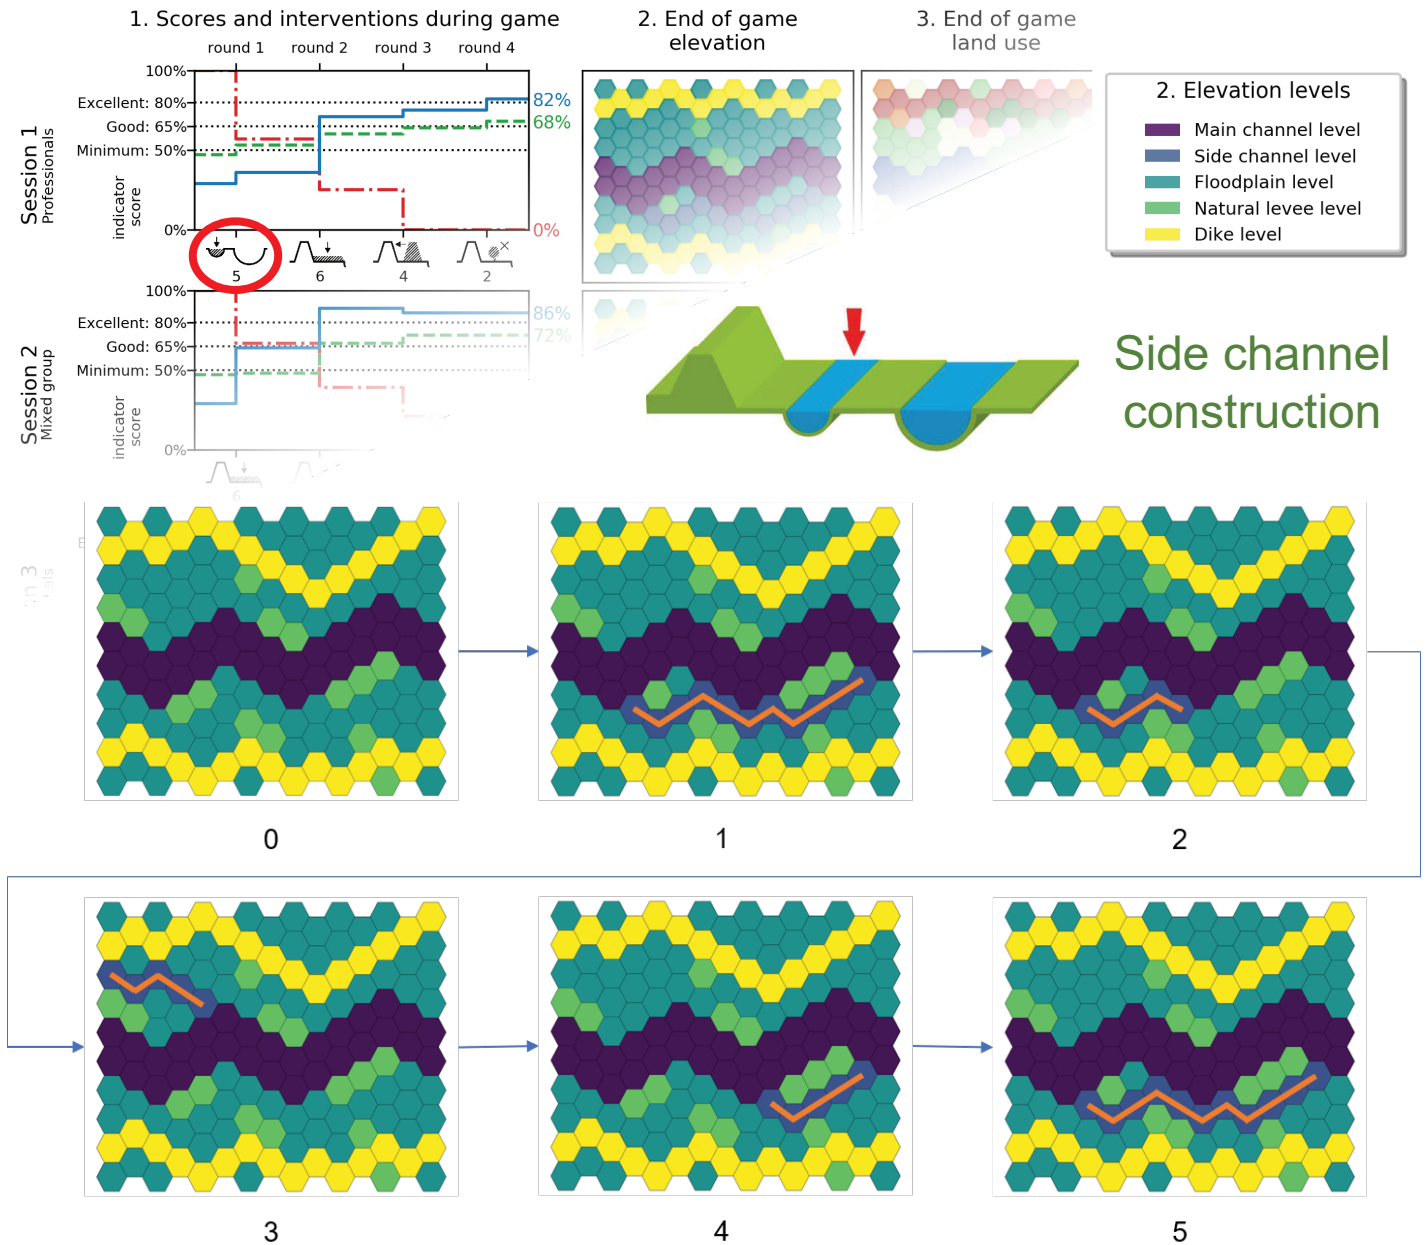 1. Scores and interventions during game
2. End of game
elevation
3. End of game
land use
round 1
round 2
round 3
round 4
Session 1
Professionals
100%
Excellent: 80%
Good: 65%
Minimum: 50%
0%
indicator
score
82%
68%
0%
5
6
4
2
2. Elevation levels
Main channel level
Side channel level
Floodplain level
Natural levee level
Dike level
Session 2
Mixed group
100%
Excellent: 80%
Good: 65%
Minimum: 50%
0%
indicator
score
86%
72%
6
Side channel
construction
0
1
2
3
4
5